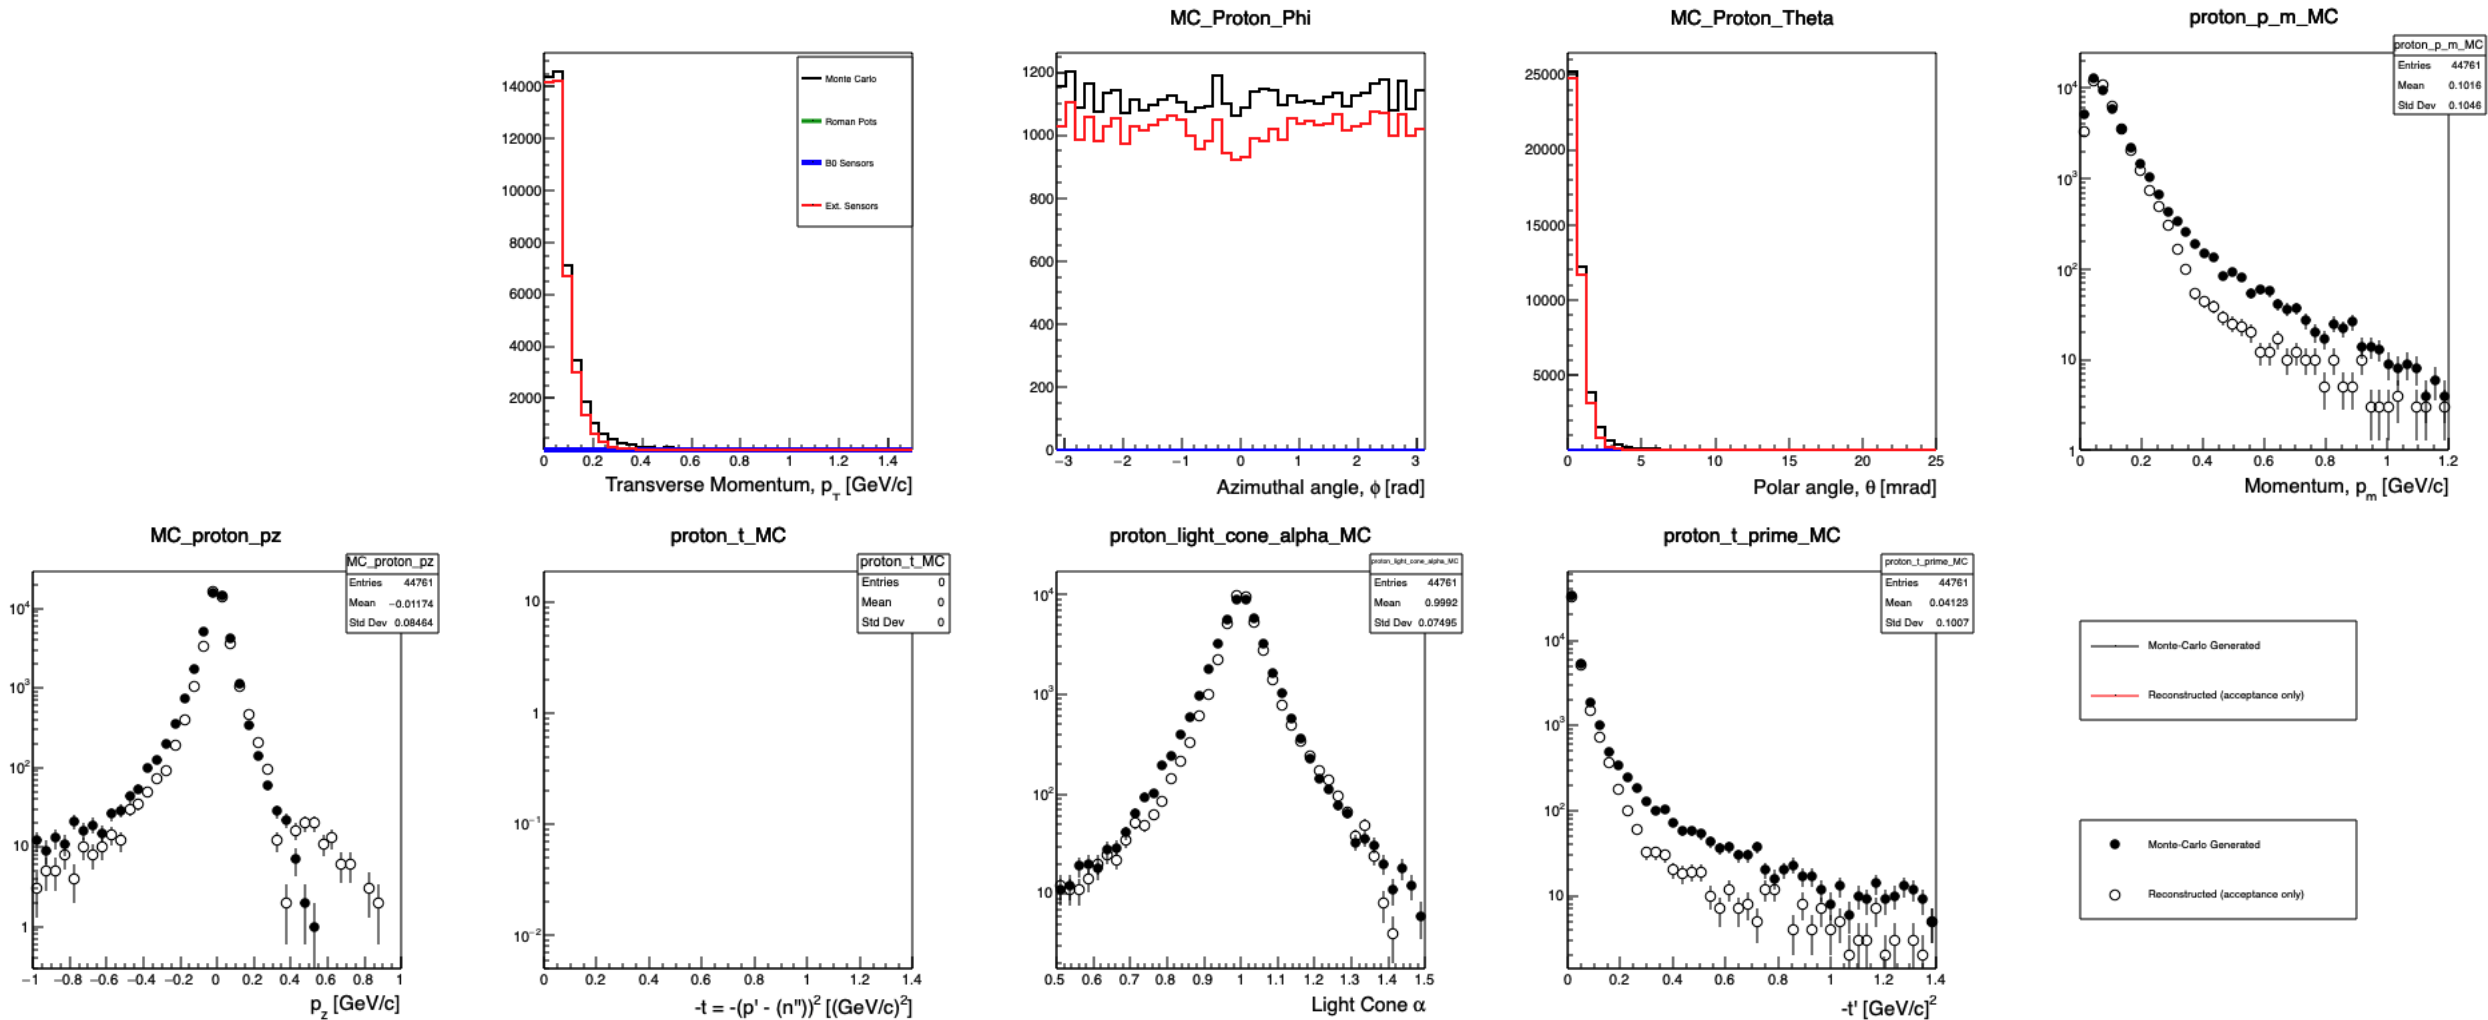 MC_Proton_Phi
MC_Proton_Theta
proton_p_m_MC
14000
12000
10000
8000
6000
4000
2000
0
0.2
0.4
0.6
0.8
1
1.2
1.4
Monte Carlo
Roman Pots
B0 Sensors
Ext. Sensors
Transverse Momentum, p_T [GeV/c]
1200
1000
800
600
400
200
0
−3
−2
−1
0
1
2
3
Azimuthal angle, ϕ [rad]
25000
20000
15000
10000
5000
0
5
10
15
20
25
Polar angle, θ [mrad]
proton_p_m_MC
Entries 44761
Mean 0.1016
Std Dev 0.1046
10^4
10^3
10^2
10
1
0
0.2
0.4
0.6
0.8
1
1.2
Momentum, p_m [GeV/c]
MC_proton_pz
MC_proton_pz
Entries 44761
Mean −0.01174
Std Dev 0.08464
10^4
10^3
10^2
10
1
−1
−0.8
−0.6
−0.4
−0.2
0
0.2
0.4
0.6
0.8
1
p_z [GeV/c]
proton_t_MC
proton_t_MC
Entries 0
Mean 0
Std Dev 0
10
1
10^−1
10^−2
0
0.2
0.4
0.6
0.8
1
1.2
1.4
-t = -(p' - (n''))^2 [(GeV/c)^2]
proton_light_cone_alpha_MC
proton_light_cone_alpha_MC
Entries 44761
Mean 0.9992
Std Dev 0.07495
10^4
10^3
10^2
10
0.5
0.6
0.7
0.8
0.9
1
1.1
1.2
1.3
1.4
1.5
Light Cone α
proton_t_prime_MC
proton_t_prime_MC
Entries 44761
Mean 0.04123
Std Dev 0.1007
10^4
10^3
10^2
10
0
0.2
0.4
0.6
0.8
1
1.2
1.4
-t' [GeV/c]^2
Monte-Carlo Generated
Reconstructed (acceptance only)
Monte-Carlo Generated
Reconstructed (acceptance only)